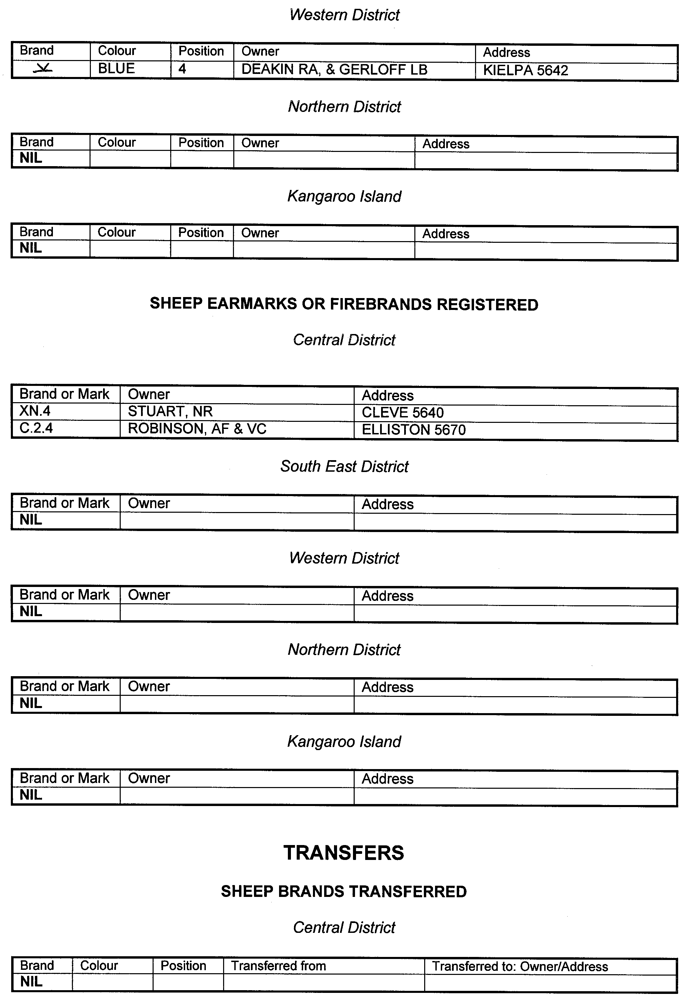 Western District
Brand Colour Position Owner Address
BLUE 4 DEAKIN RA, & GERLOFF LB KIELPA 5642
Northern District
Brand Colour Position Owner Address
NIL
Kangaroo Island
Brand Colour Position Owner Address
NIL
SHEEP EARMARKS OR FIREBRANDS REGISTERED
Central District
Brand or Mark Owner Address
XN.4 STUART, NR CLEVE 5640
C.2.4 ROBINSON, AF & VC ELLISTON 5670
South East District
Brand or Mark Owner Address
NIL
Western District
Brand or Mark Owner Address
NIL
Northern District
Brand or Mark Owner Address
NIL
Kangaroo Island
Brand or Mark Owner Address
NIL
TRANSFERS
SHEEP BRANDS TRANSFERRED
Central District
Brand Colour Position Transferred from Transferred to: Owner/Address
NIL